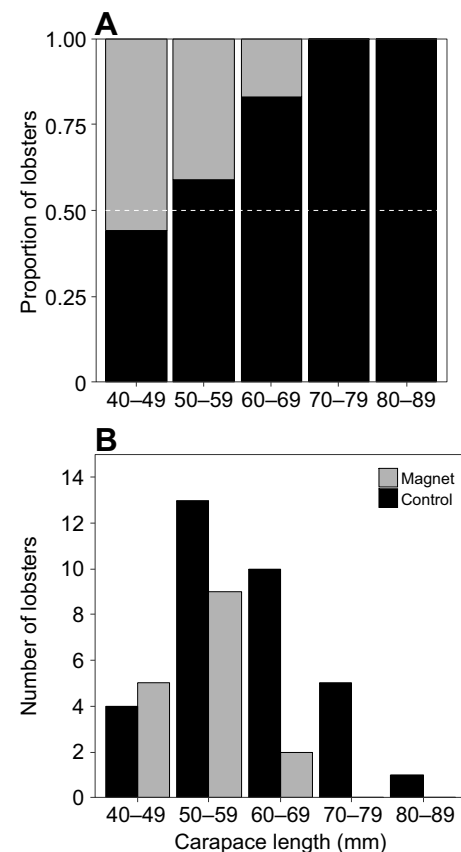 A
1.00
0.75
0.50
0.25
0
Proportion of lobsters
40–49 50–59 60–69 70–79 80–89
B
Magnet
Control
14
12
10
8
6
4
2
0
Number of lobsters
40–49 50–59 60–69 70–79 80–89
Carapace length (mm)